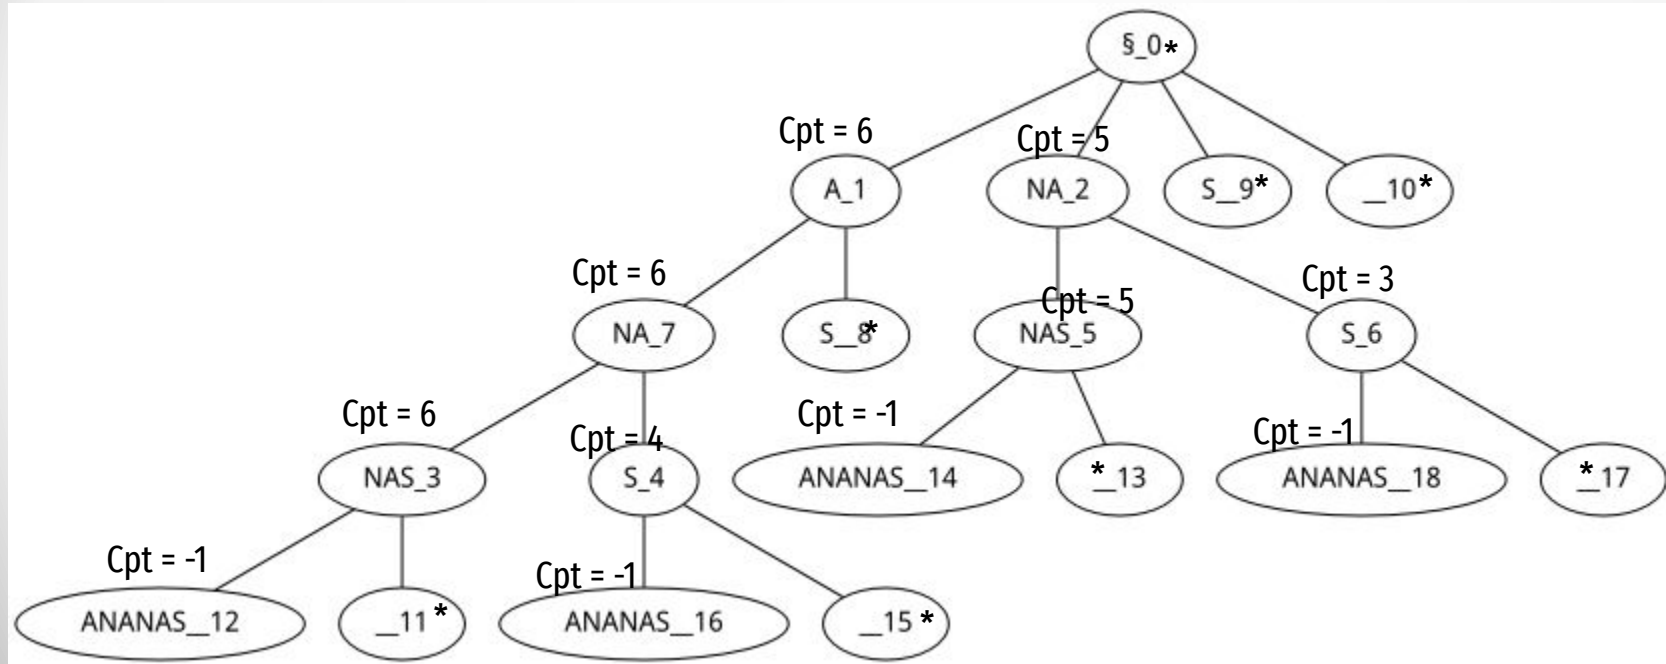 §_0*
Cpt = 6
Cpt = 5
A_1
NA_2
S__9*
__10*
Cpt = 6
Cpt = 5
Cpt = 3
NA_7
S__8*
NAS_5
S_6
Cpt = 6
Cpt = 4
Cpt = -1
Cpt = -1
NAS_3
S_4
ANANAS__14
*__13
ANANAS__18
*__17
Cpt = -1
Cpt = -1
ANANAS__12
__11*
ANANAS__16
__15*